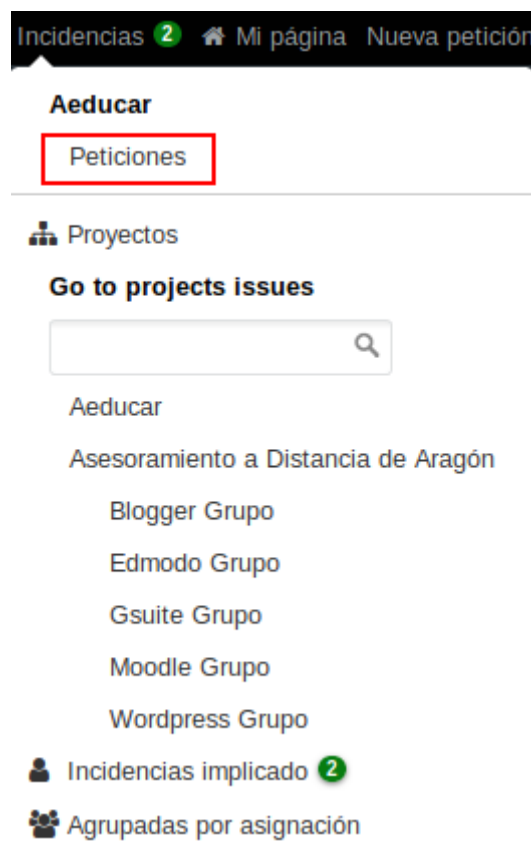 Incidencias 2 Mi página Nueva petición
Aeducar
Peticiones
Proyectos
Go to projects issues
Aeducar
Asesoramiento a Distancia de Aragón
Blogger Grupo
Edmodo Grupo
Gsuite Grupo
Moodle Grupo
Wordpress Grupo
Incidencias implicado 2
Agrupadas por asignación